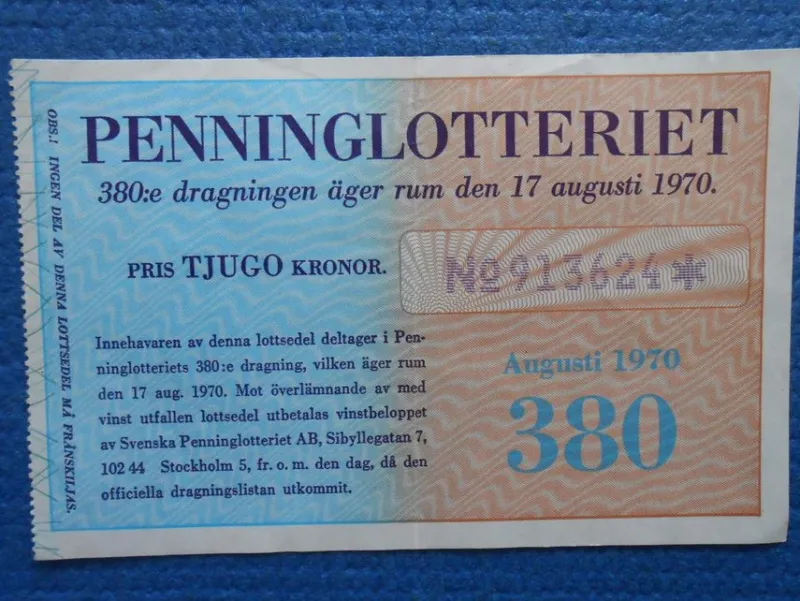 PENNINGLOTTERIET
380:e dragningen äger rum den 17 augusti 1970.
PRIS TJUGO KRONOR.
No 913624*
Innehavaren av denna lottsedel deltager i Pen-
ninglotteriets 380:e dragning, vilken äger rum
den 17 aug. 1970. Mot överlämnande av med
vinst utfallen lottsedel utbetalas vinstbeloppet
av Svenska Penninglotteriet AB, Sibyllegatan 7,
102 44 Stockholm 5, fr. o. m. den dag, då den
officiella dragningslistan utkommit.
Augusti 1970
380
OBS.! INGEN DEL AV DENNA LOTTSEDEL MÅ FRÅNSKILJAS.